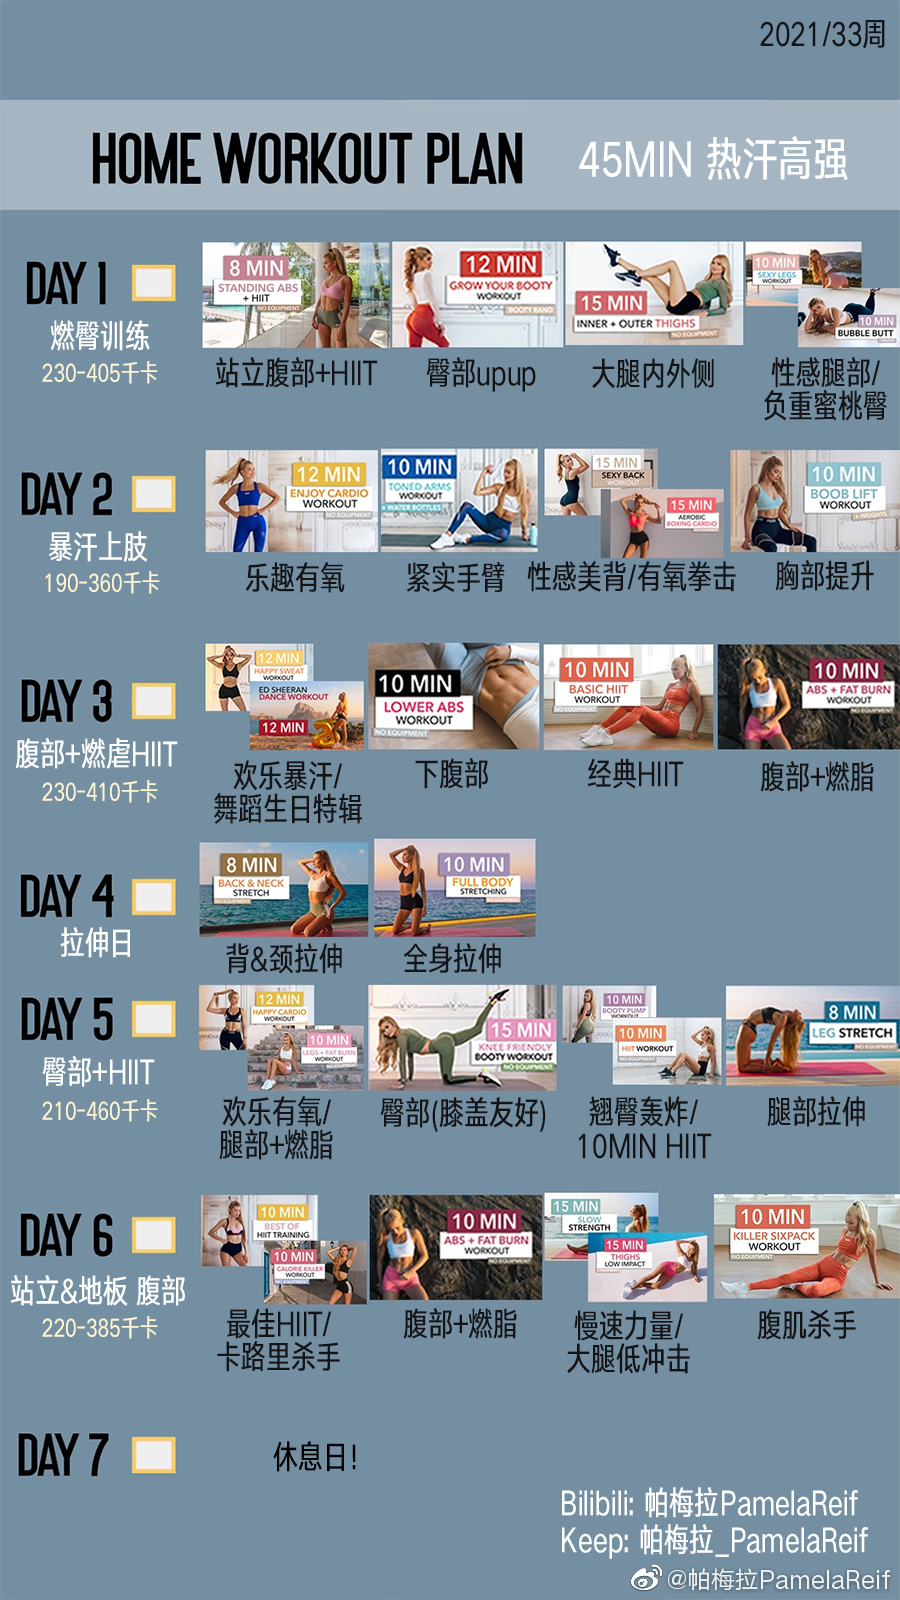 2021/33周
HOME WORKOUT PLAN
45MIN 热汗高强
DAY 1
燃臀训练
230-405千卡
8 MIN
STANDING ABS
+ HIIT
NO EQUIPMENT
站立腹部+HIIT
12 MIN
GROW YOUR BOOTY
WORKOUT
BOOTY BAND
臀部upup
15 MIN
INNER + OUTER THIGHS
NO EQUIPMENT
大腿内外侧
10 MIN
SEXY LEGS
WORKOUT
10 MIN
BUBBLE BUTT
性感腿部/
负重蜜桃臀
DAY 2
暴汗上肢
190-360千卡
12 MIN
ENJOY CARDIO
WORKOUT
NO EQUIPMENT
乐趣有氧
10 MIN
TONED ARMS
WORKOUT
+ WATER BOTTLES
紧实手臂
15 MIN
SEXY BACK
WORKOUT
15 MIN
AEROBIC
BOXING CARDIO
性感美背/有氧拳击
10 MIN
BOOB LIFT
WORKOUT
+ WEIGHTS
胸部提升
DAY 3
腹部+燃虐HIIT
230-410千卡
12 MIN
HAPPY SWEAT
WORKOUT
ED SHEERAN
DANCE WORKOUT
12 MIN
欢乐暴汗/
舞蹈生日特辑
10 MIN
LOWER ABS
WORKOUT
NO EQUIPMENT
下腹部
10 MIN
BASIC HIIT
WORKOUT
NO EQUIPMENT
经典HIIT
10 MIN
ABS + FAT BURN
WORKOUT
NO EQUIPMENT
腹部+燃脂
DAY 4
拉伸日
8 MIN
BACK & NECK
STRETCH
NO EQUIPMENT
背&颈拉伸
10 MIN
FULL BODY
STRETCHING
全身拉伸
DAY 5
臀部+HIIT
210-460千卡
12 MIN
HAPPY CARDIO
WORKOUT
10 MIN
LEGS + FAT BURN
WORKOUT
NO EQUIPMENT
欢乐有氧/
腿部+燃脂
15 MIN
KNEE FRIENDLY
BOOTY WORKOUT
NO EQUIPMENT
臀部(膝盖友好)
10 MIN
BOOTY PUMP
WORKOUT
10 MIN
HIIT WORKOUT
NO EQUIPMENT
翘臀轰炸/
10MIN HIIT
8 MIN
LEG STRETCH
NO EQUIPMENT
腿部拉伸
DAY 6
站立&地板 腹部
220-385千卡
10 MIN
BEST OF
HIIT TRAINING
10 MIN
CALORIE KILLER
WORKOUT
NO EQUIPMENT
最佳HIIT/
卡路里杀手
10 MIN
ABS + FAT BURN
WORKOUT
NO EQUIPMENT
腹部+燃脂
15 MIN
SLOW
STRENGTH
15 MIN
THIGHS
LOW IMPACT
慢速力量/
大腿低冲击
10 MIN
KILLER SIXPACK
WORKOUT
NO EQUIPMENT
腹肌杀手
DAY 7
休息日!
Bilibili: 帕梅拉PamelaReif
Keep: 帕梅拉_PamelaReif
@帕梅拉PamelaReif